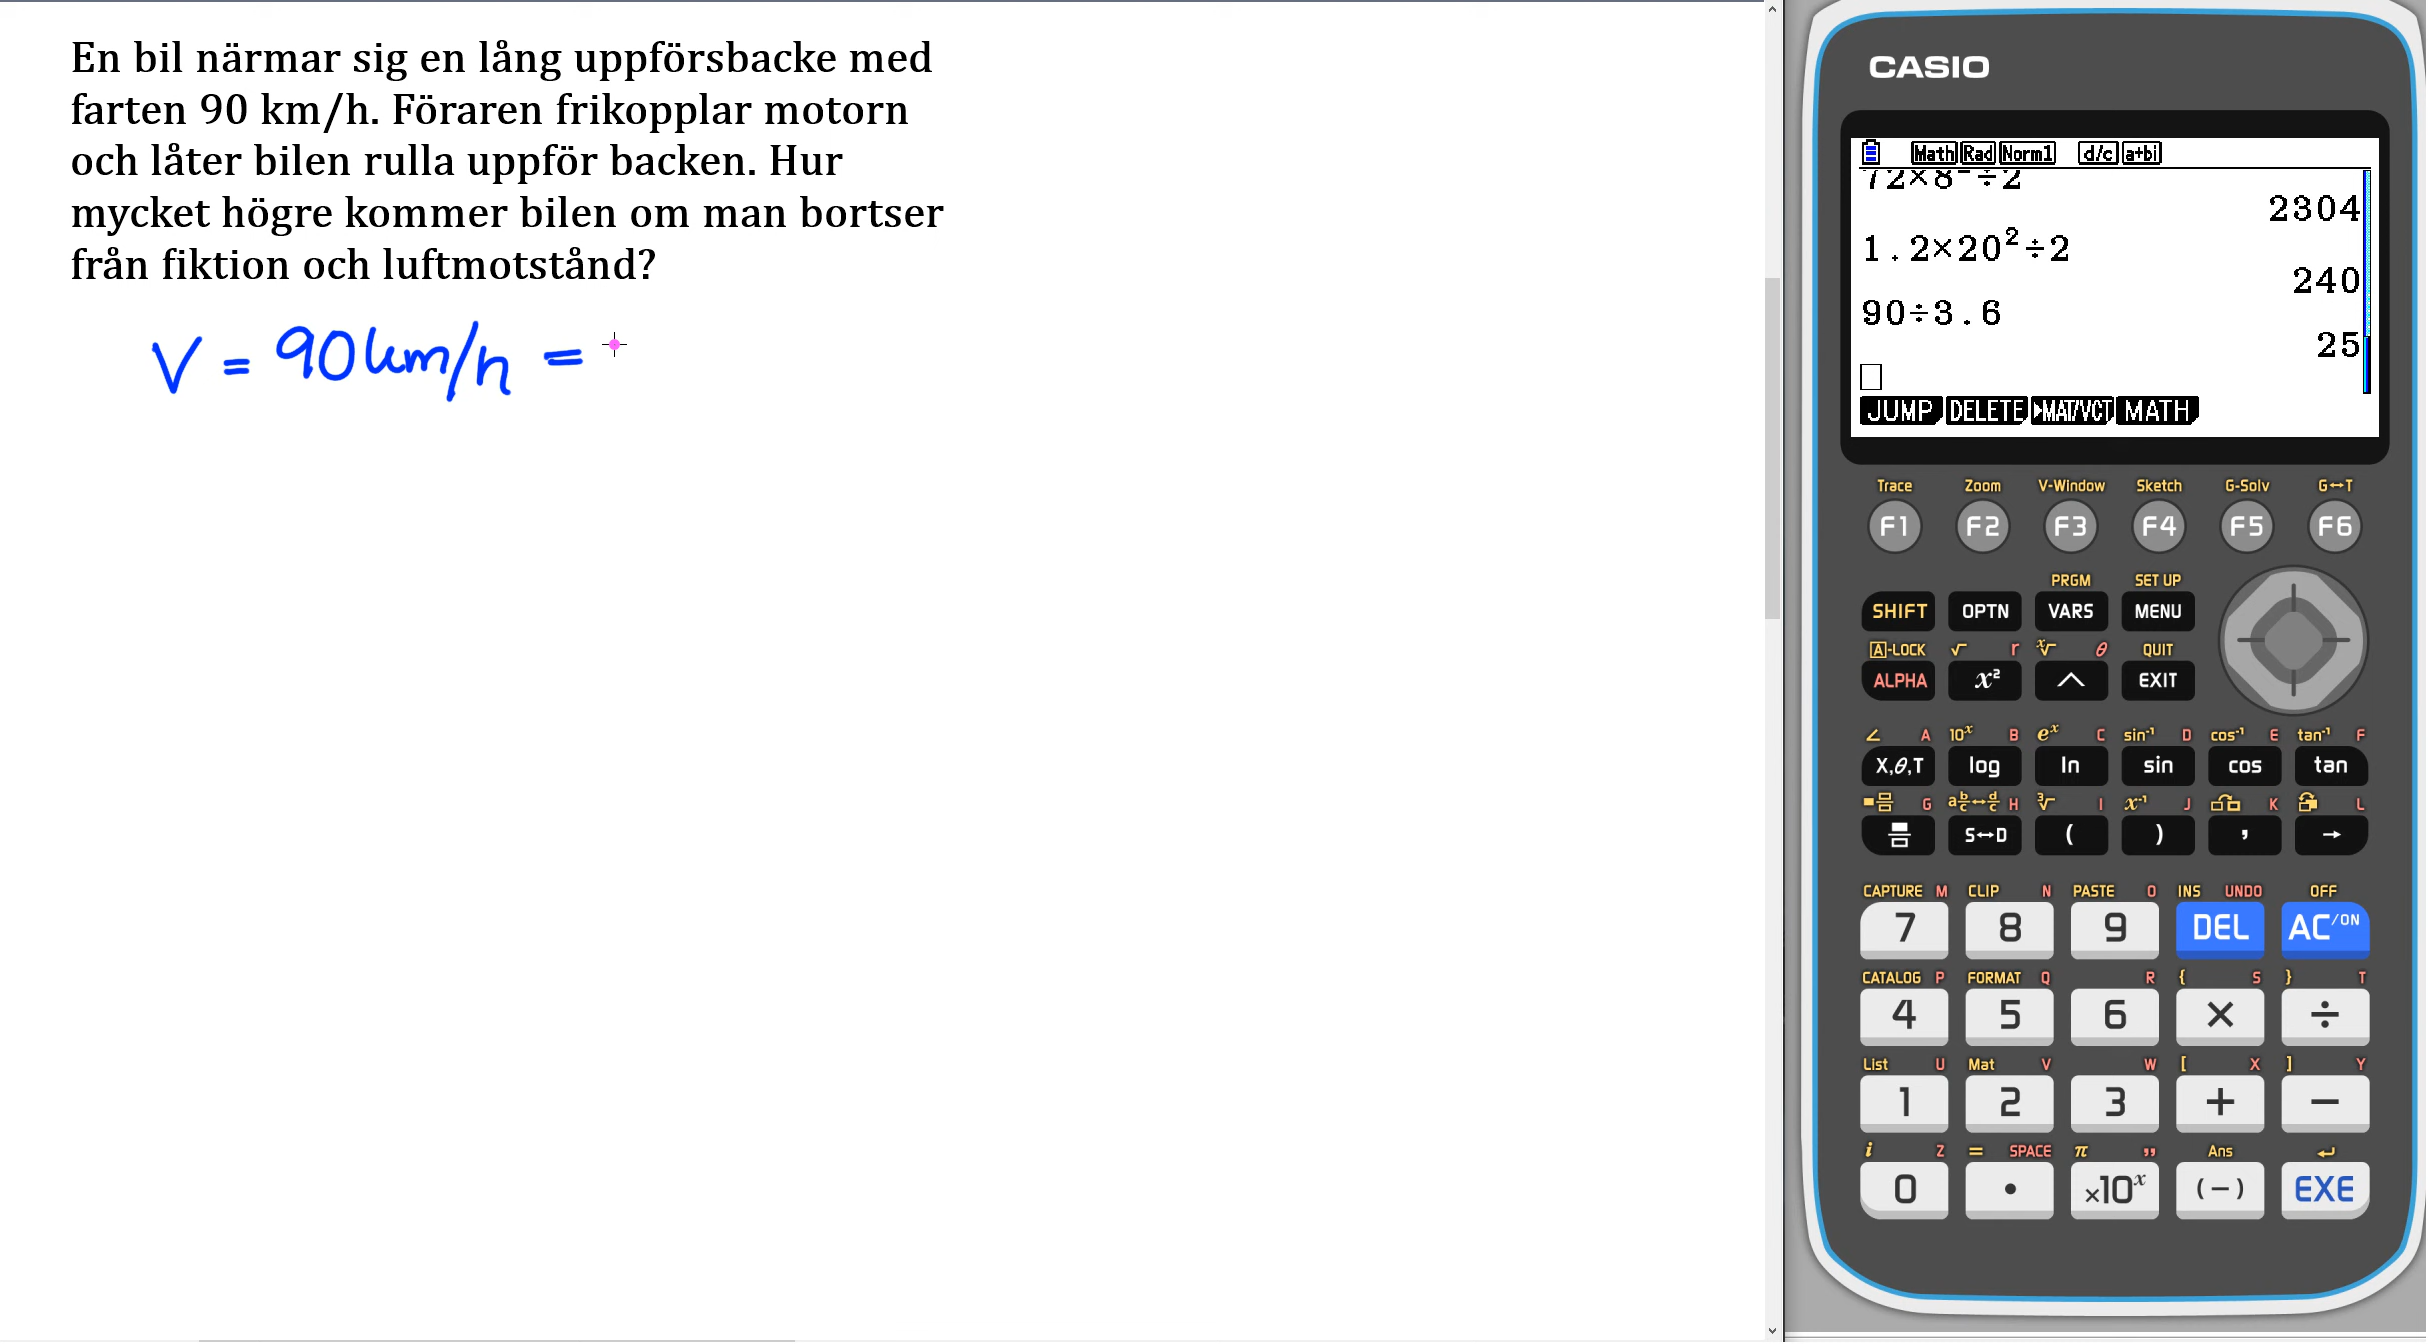 En bil närmar sig en lång uppförsbacke med
farten 90 km/h. Föraren frikopplar motorn
och låter bilen rulla uppför backen. Hur
mycket högre kommer bilen om man bortser
från fiktion och luftmotstånd?
V = 90 km/h =
CASIO
Math Rad Norm1 d/c a+bi
72×8²÷2
2304
1.2×20²÷2
240
90÷3.6
25
JUMP DELETE ▸MAT/VCT MATH
Trace Zoom V-Window Sketch G-Solv G↔T
F1 F2 F3 F4 F5 F6
PRGM SET UP
SHIFT OPTN VARS MENU
A-LOCK √ r ˣ√ θ QUIT
ALPHA x² ^ EXIT
∠ A 10ˣ B eˣ C sin⁻¹ D cos⁻¹ E tan⁻¹ F
X,θ,T log ln sin cos tan
G a b/c↔d/c H ³√ I x⁻¹ J K L
S↔D ( ) , →
CAPTURE M CLIP N PASTE O INS UNDO OFF
7 8 9 DEL AC/ON
CATALOG P FORMAT Q R { S } T
4 5 6 × ÷
List U Mat V W [ X ] Y
1 2 3 + −
i Z = SPACE π " Ans ↵
0 • ×10ˣ (−) EXE